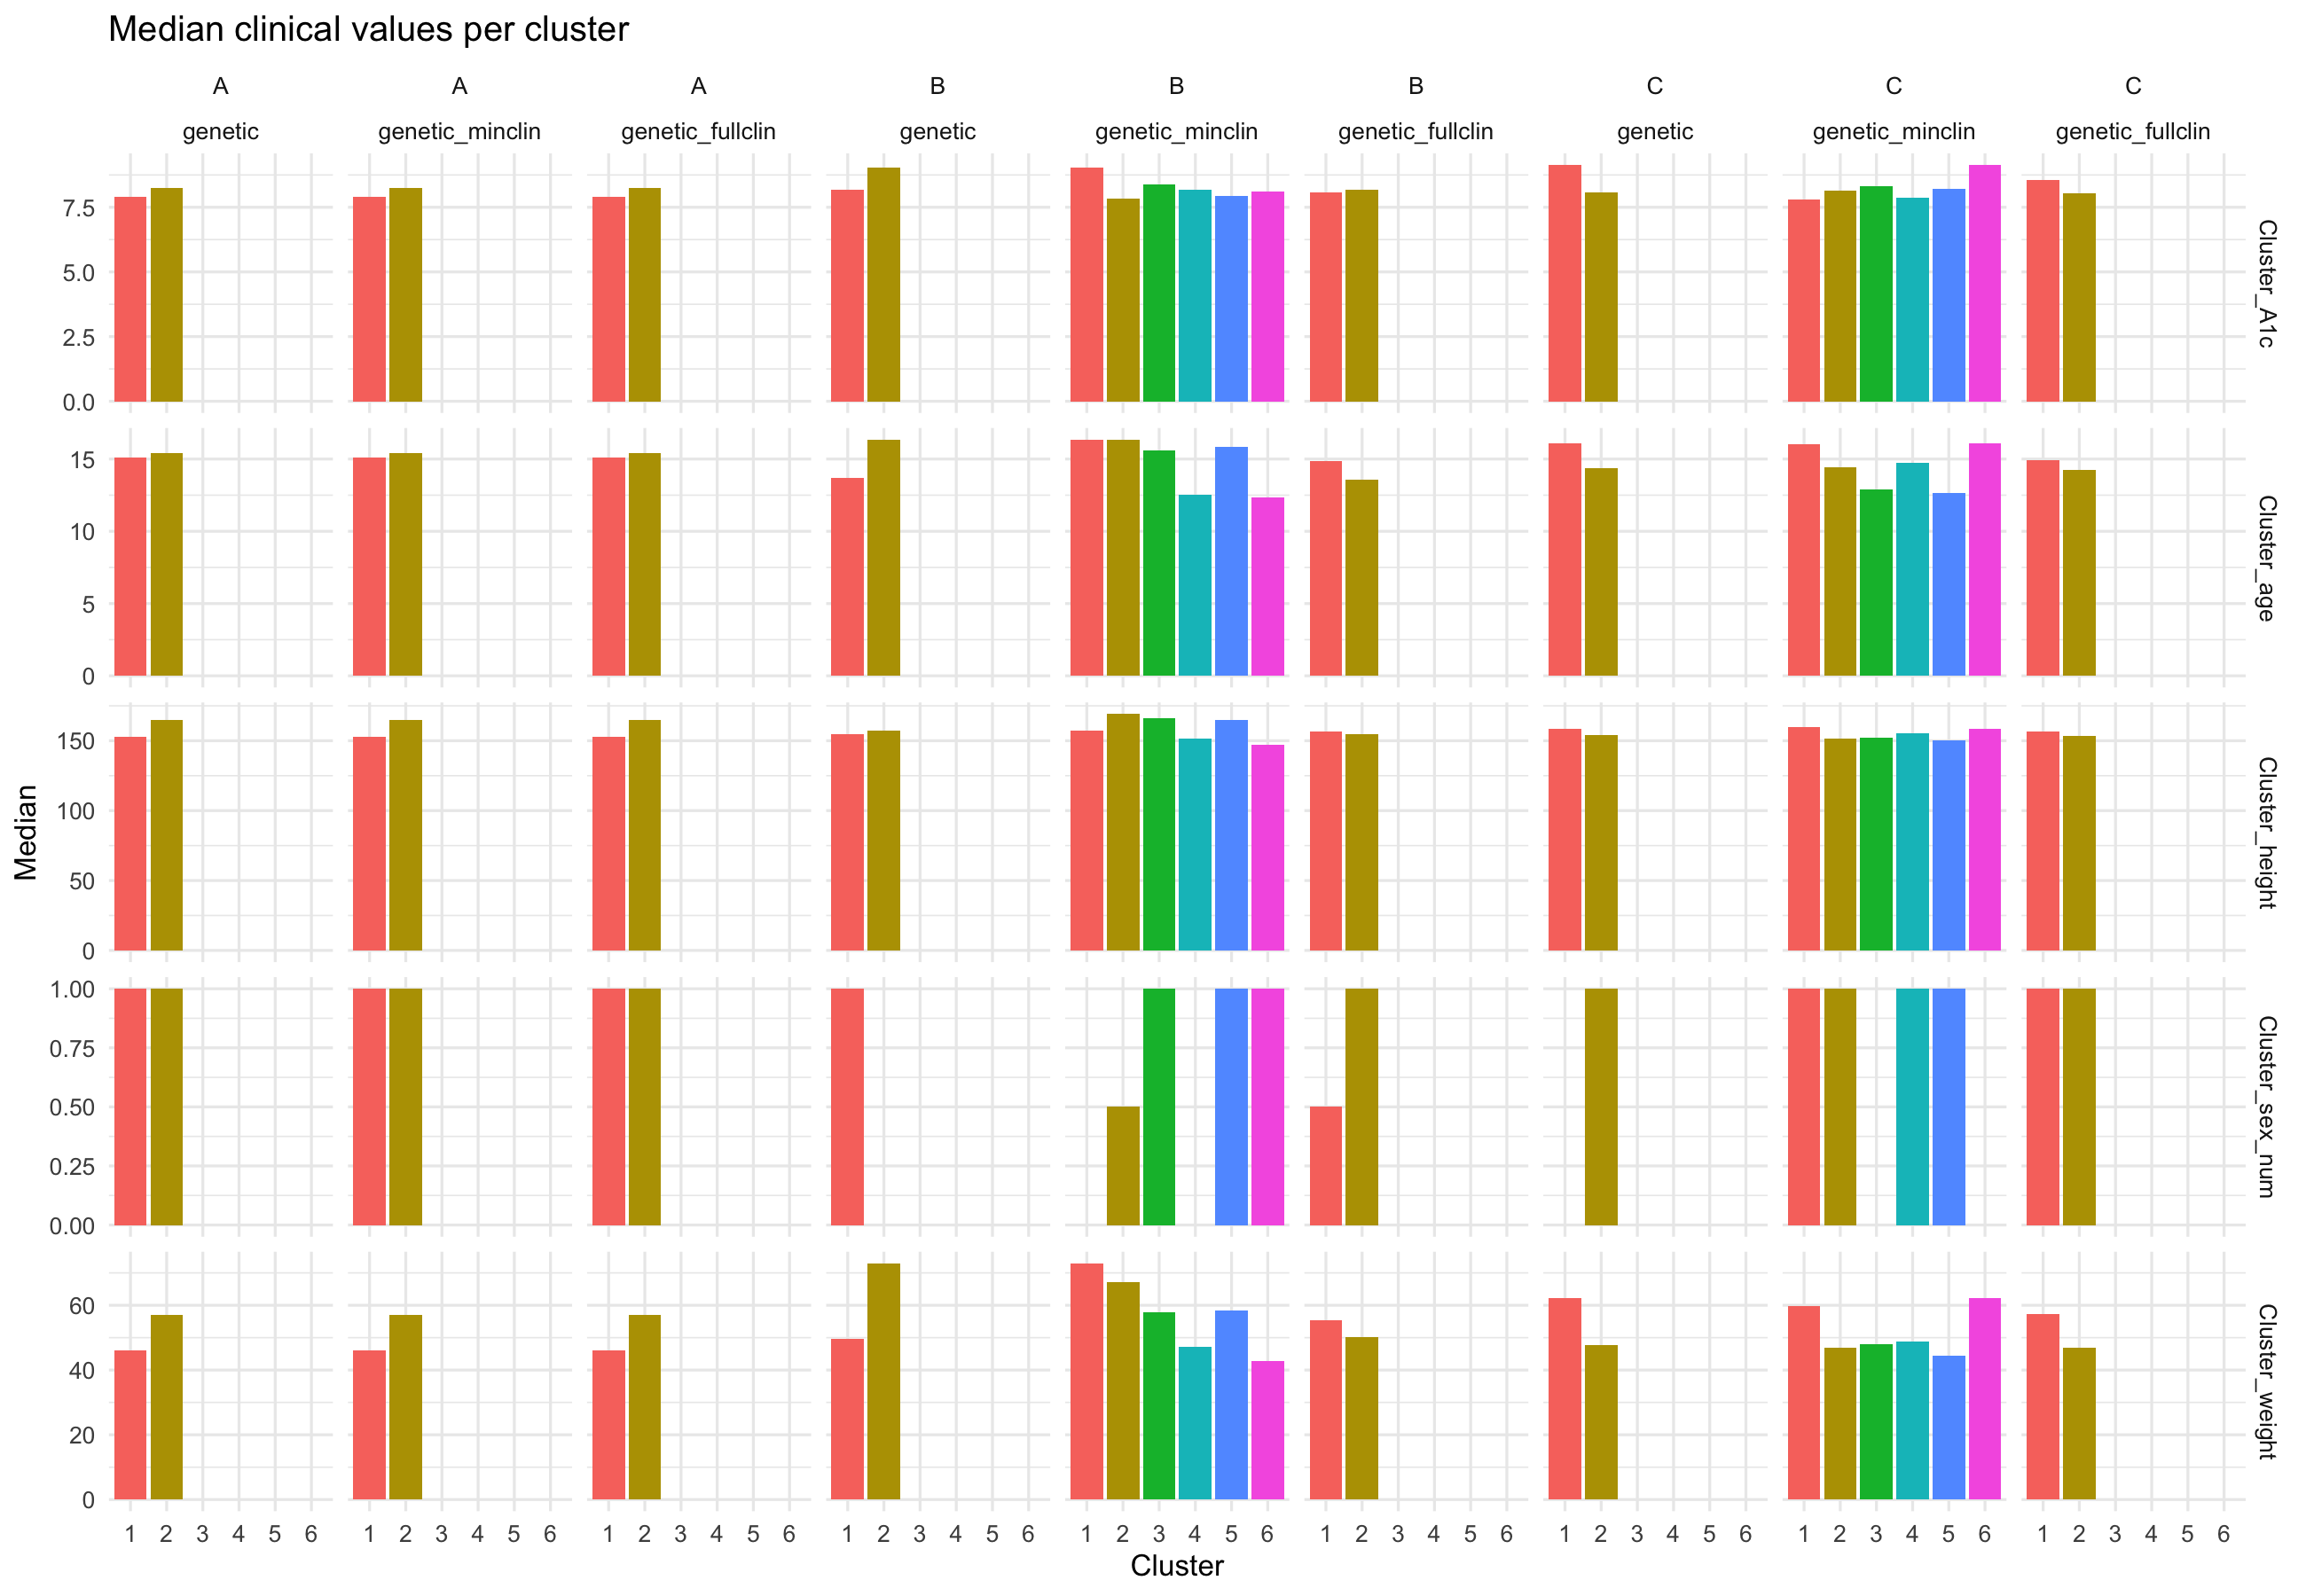 Median clinical values per cluster
A A A B B B C C C
genetic genetic_minclin genetic_fullclin genetic genetic_minclin genetic_fullclin genetic genetic_minclin genetic_fullclin
7.5
5.0
2.5
0.0
Cluster_A1c
15
10
5
0
Cluster_age
150
100
50
0
Cluster_height
1.00
0.75
0.50
0.25
0.00
Cluster_sex_num
60
40
20
0
Cluster_weight
Median
1 2 3 4 5 6 1 2 3 4 5 6 1 2 3 4 5 6 1 2 3 4 5 6 1 2 3 4 5 6 1 2 3 4 5 6 1 2 3 4 5 6 1 2 3 4 5 6 1 2 3 4 5 6
Cluster